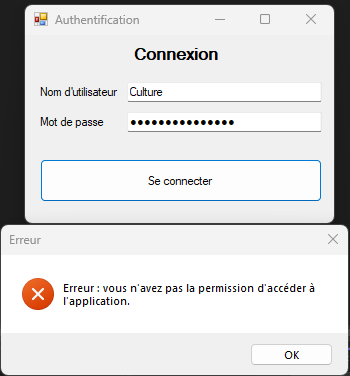 Authentification
Connexion
Nom d'utilisateur Culture
Mot de passe ●●●●●●●●●●●●●●●
Se connecter
Erreur
Erreur : vous n'avez pas la permission d'accéder à
l'application.
OK